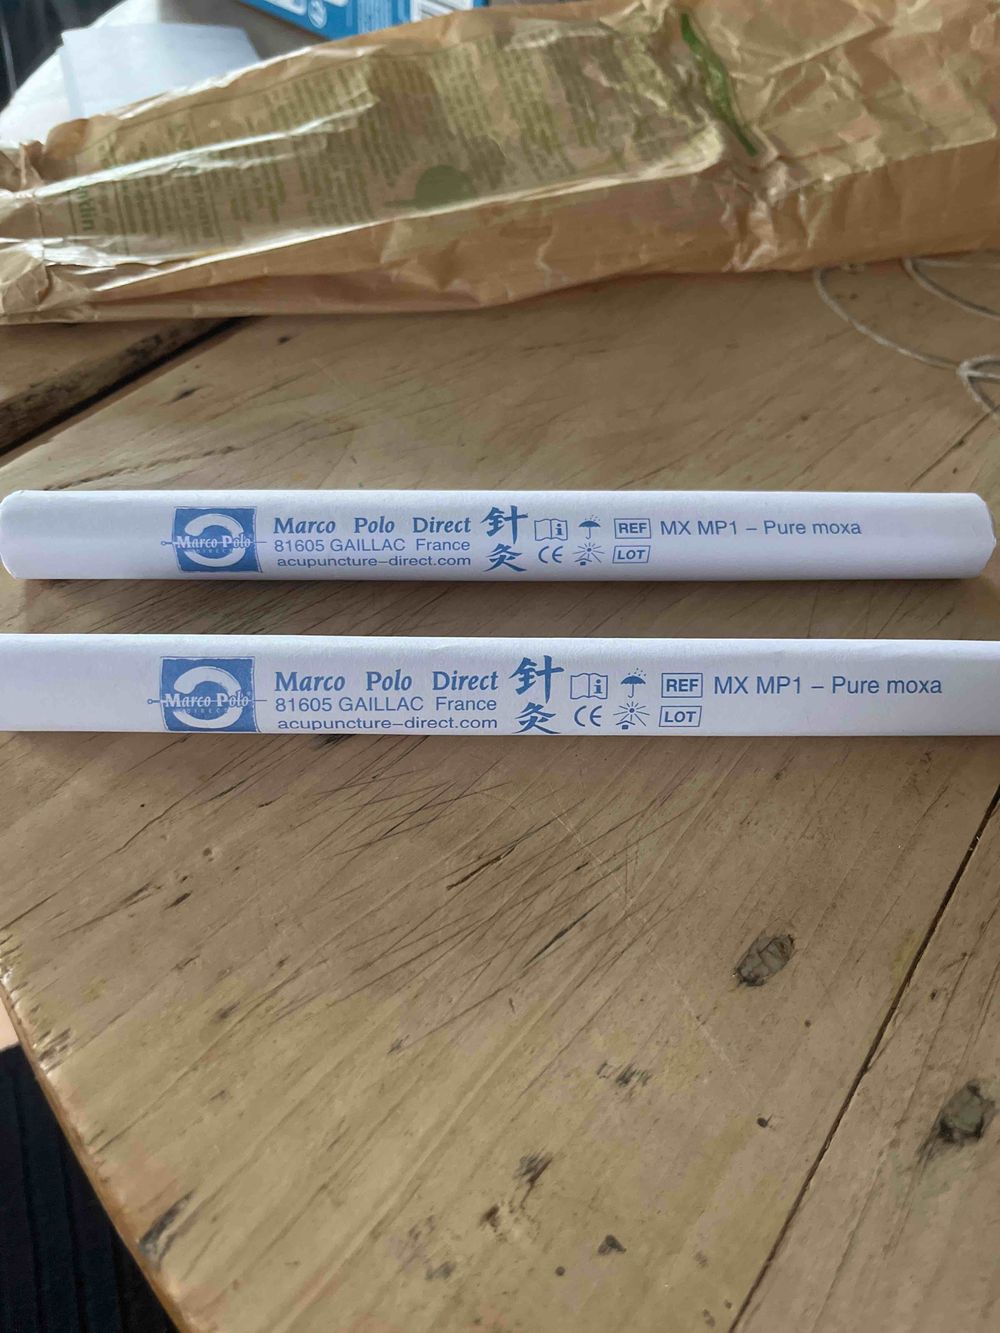 Marco Polo
DIRECT
Marco Polo Direct
81605 GAILLAC France
acupuncture-direct.com
針灸
CE
REF MX MP1 – Pure moxa
LOT
Marco Polo
DIRECT
Marco Polo Direct
81605 GAILLAC France
acupuncture-direct.com
針灸
CE
REF MX MP1 – Pure moxa
LOT